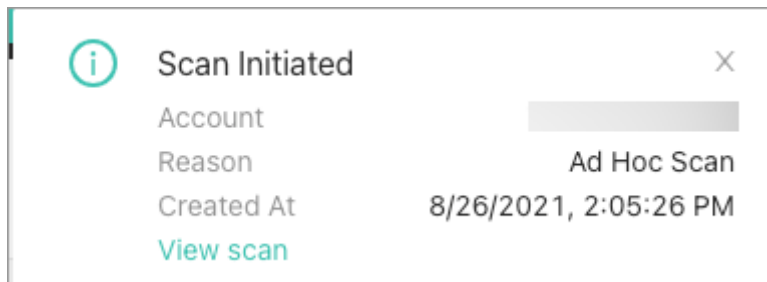 Scan Initiated
Account
Reason Ad Hoc Scan
Created At 8/26/2021, 2:05:26 PM
View scan